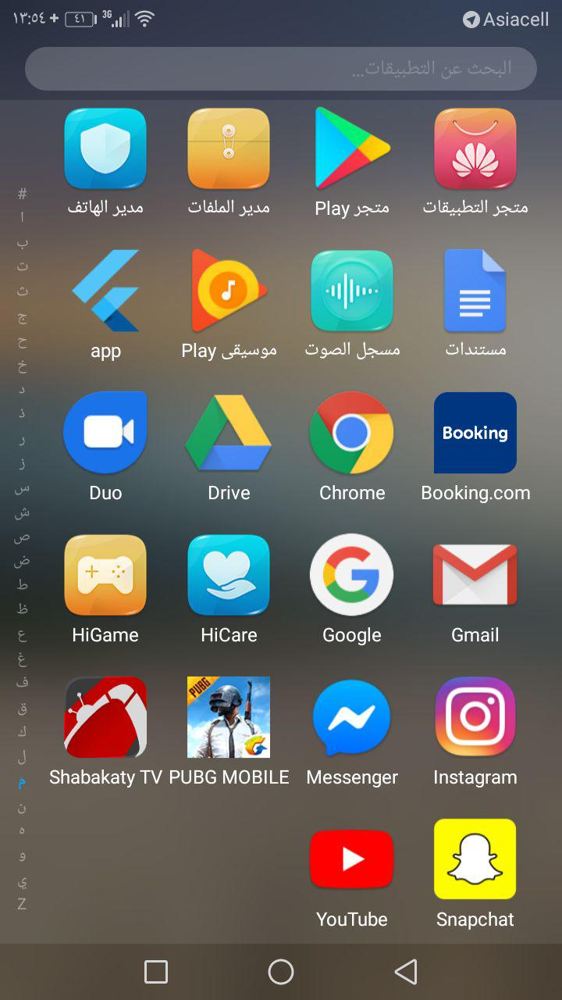 ١٣:٥٤ + ٤١ 3G Asiacell
البحث عن التطبيقات...
متجر التطبيقات متجر Play مدير الملفات مدير الهاتف
مستندات مسجل الصوت موسيقى Play app
Booking
Booking.com Chrome Drive Duo
Gmail Google HiCare HiGame
PUBG
Instagram Messenger PUBG MOBILE Shabakaty TV
Snapchat YouTube
#
ا
ب
ت
ث
ج
ح
خ
د
ذ
ر
ز
س
ش
ص
ض
ط
ظ
ع
غ
ف
ق
ك
ل
م
ن
ه
و
ي
Z